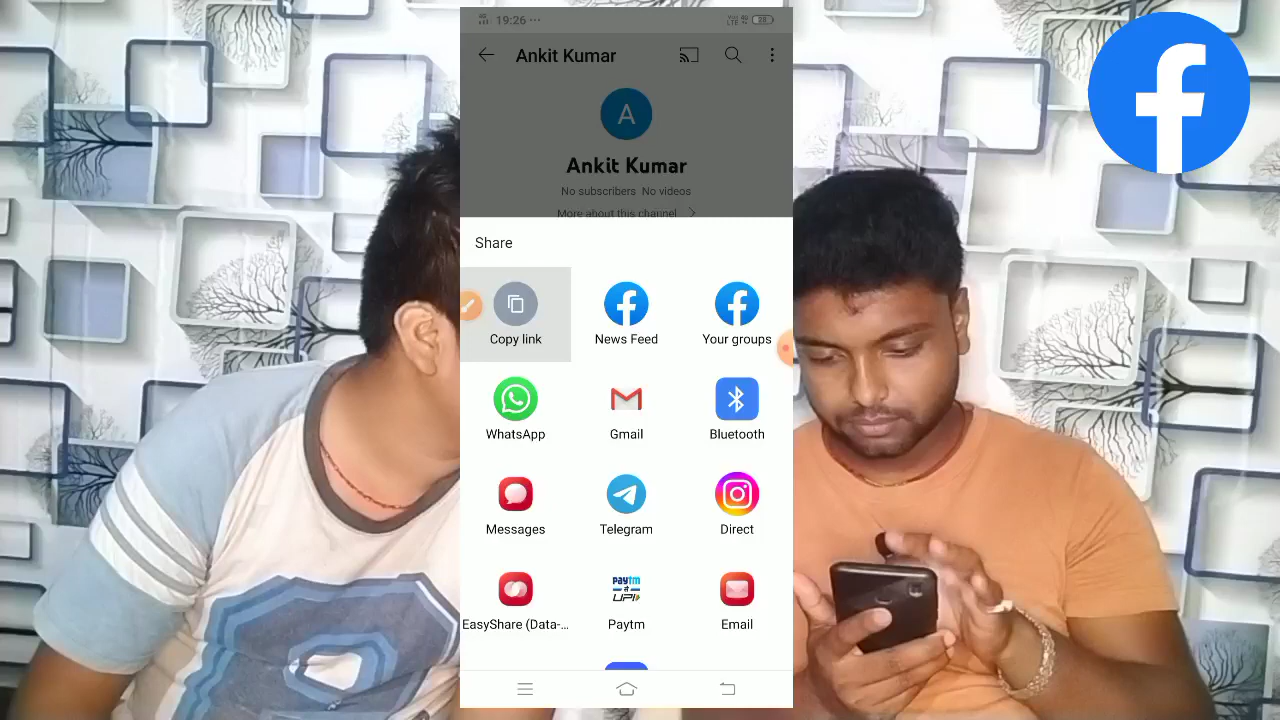 19:26 ...
Ankit Kumar
A
Ankit Kumar
No subscribers No videos
More about this channel
Share
Copy link
News Feed
Your groups
WhatsApp
Gmail
Bluetooth
Messages
Telegram
Direct
EasyShare (Data-...
Paytm
Email